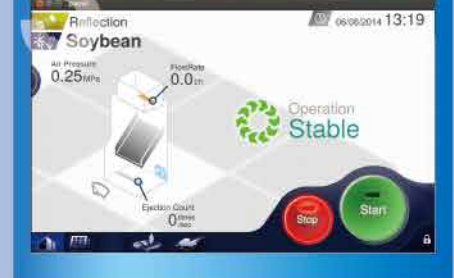 Reflection
06/08/2014 13:19
Soybean
Air Pressure
0.25MPa
FlowRate
0.0t/h
Operation
Stable
Ejection Count
0
Stop
Start